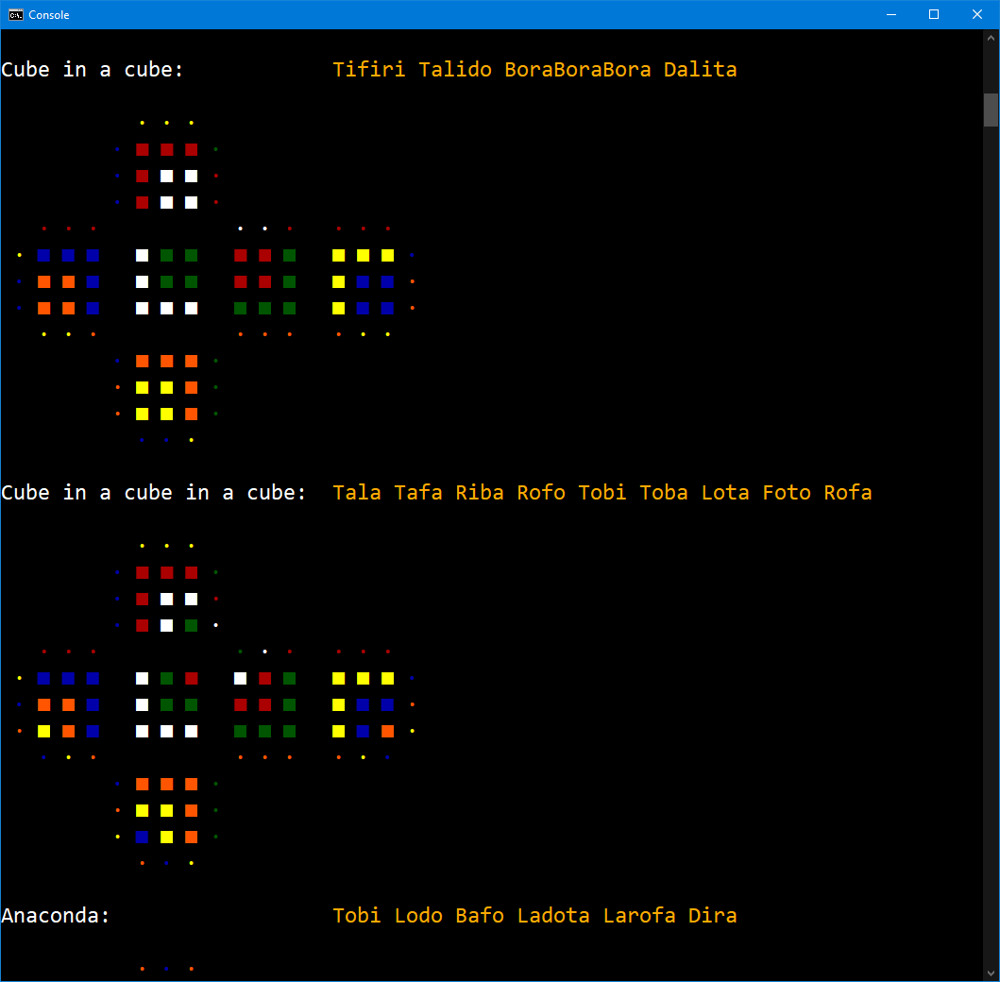 Console
Cube in a cube: Tifiri Talido BoraBoraBora Dalita
Cube in a cube in a cube: Tala Tafa Riba Rofo Tobi Toba Lota Foto Rofa
Anaconda: Tobi Lodo Bafo Ladota Larofa Dira